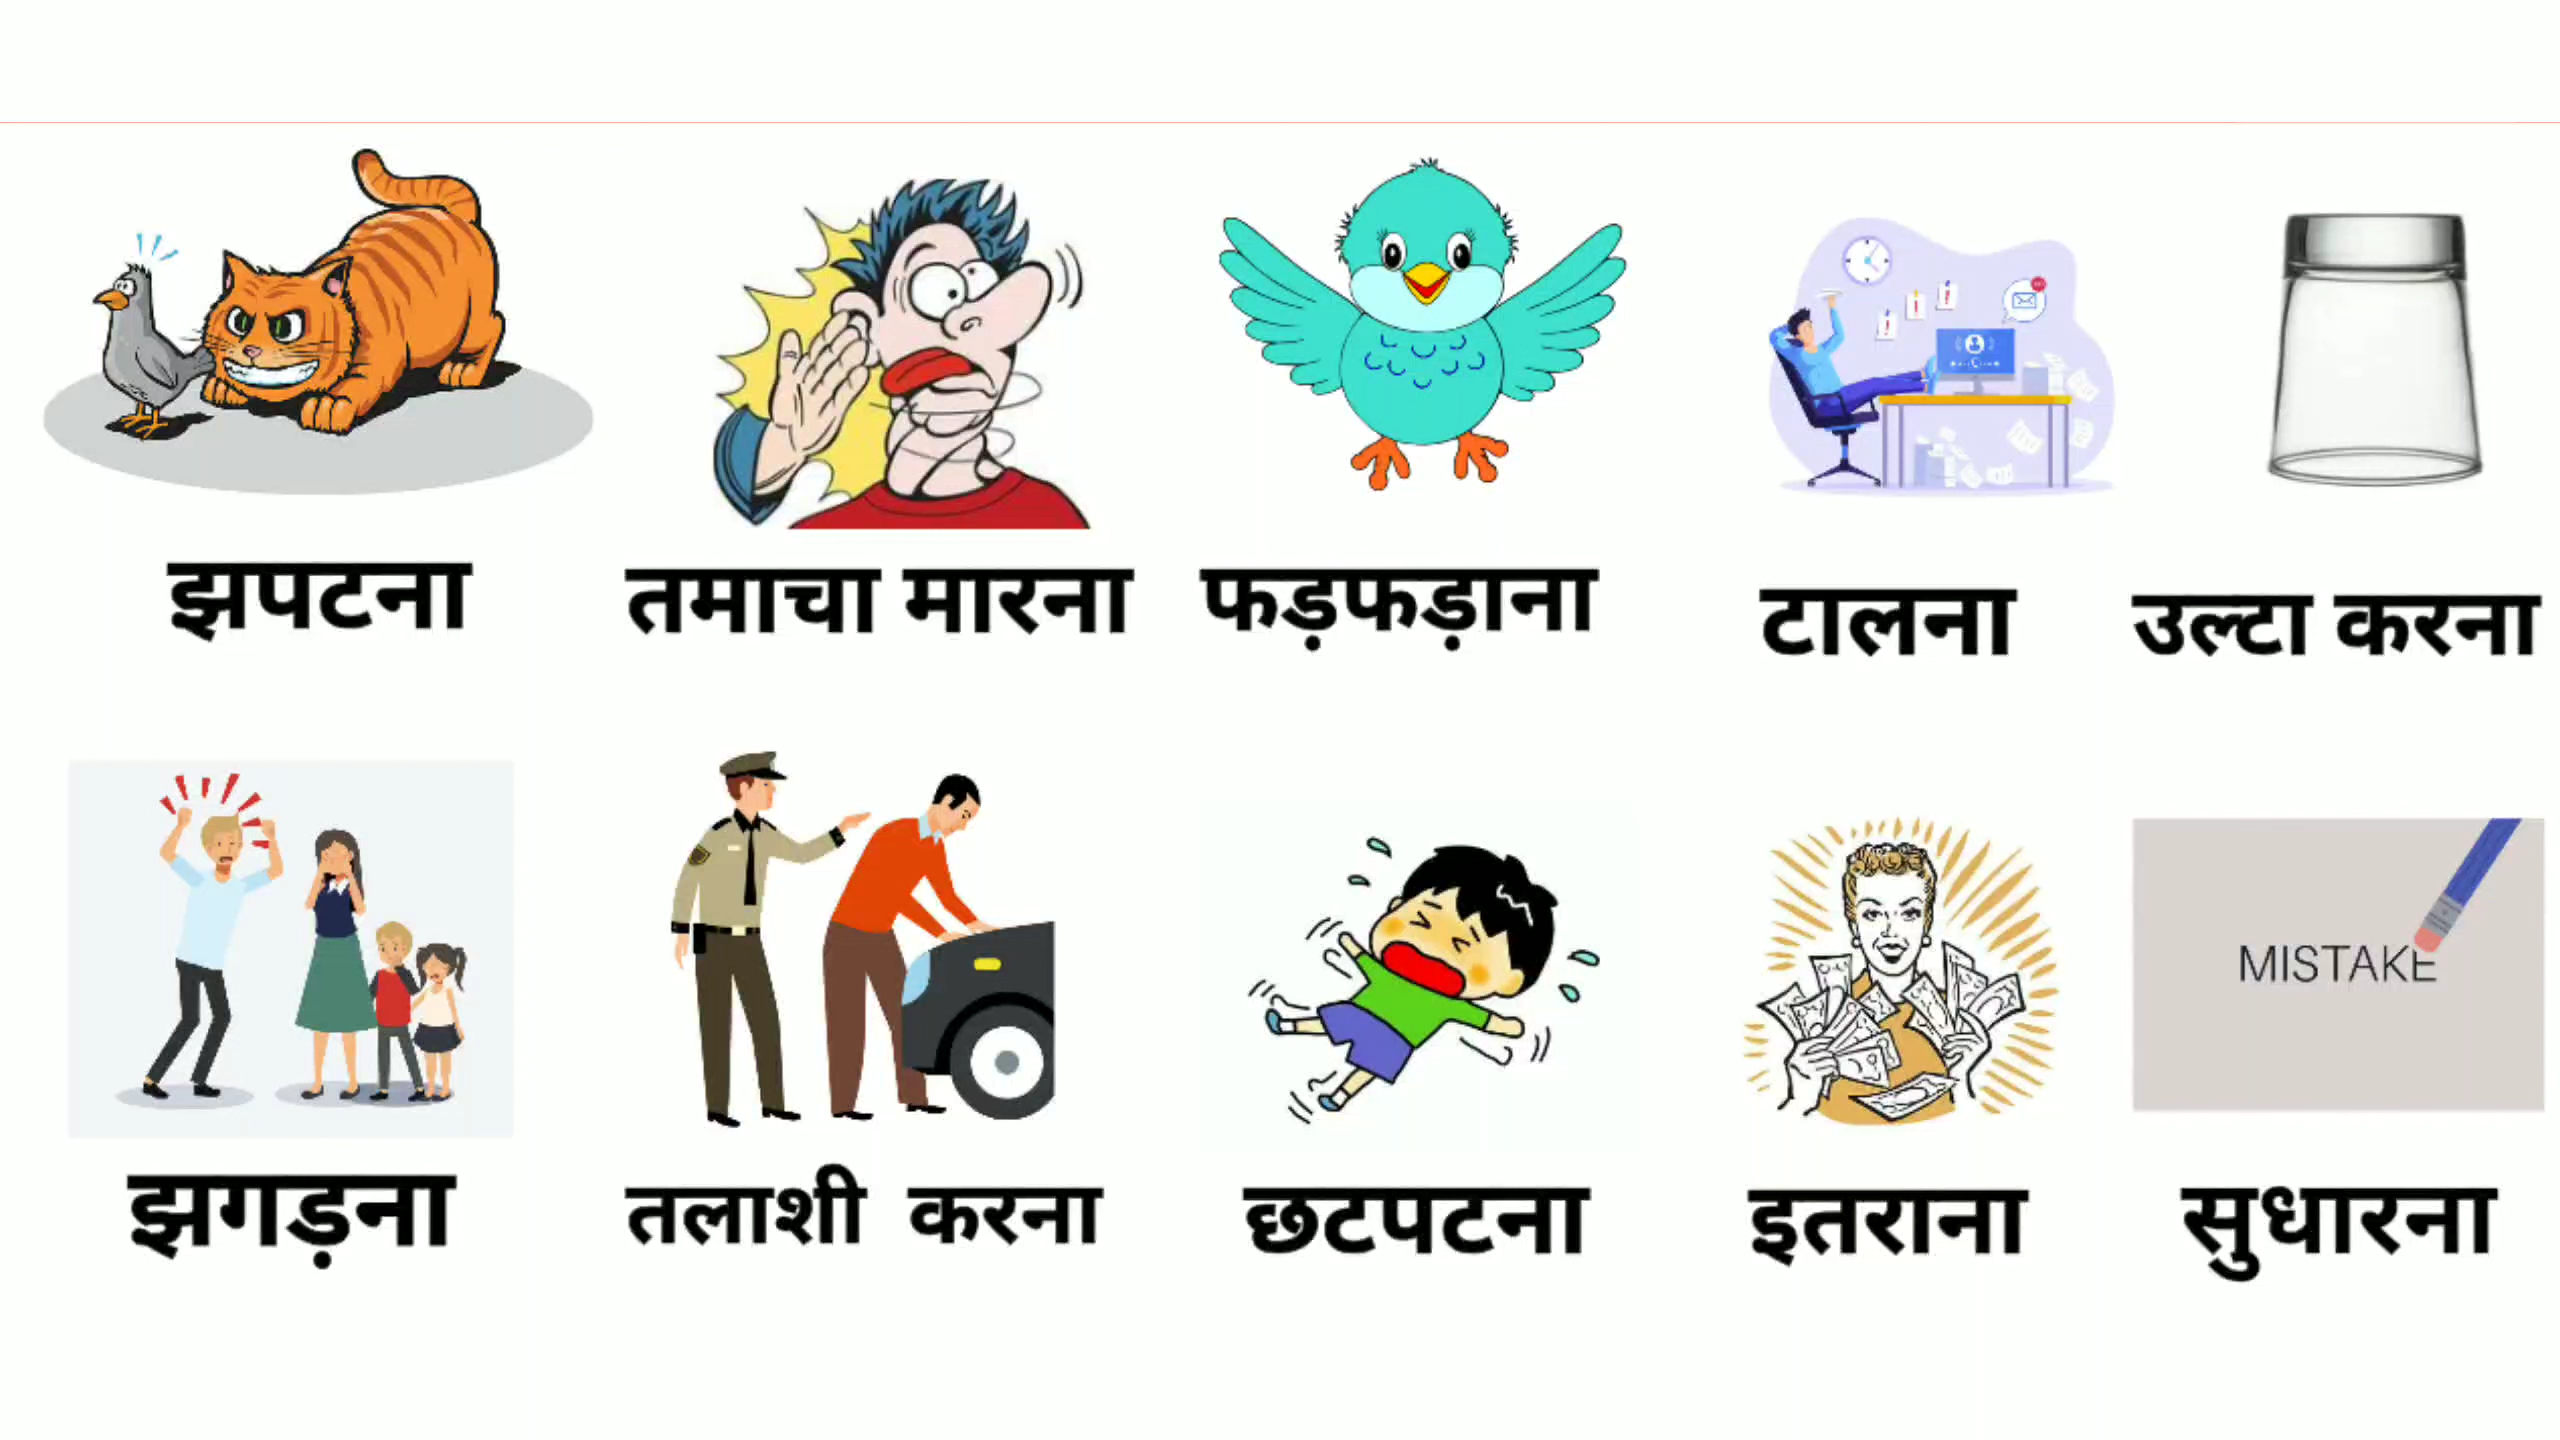 झपटना
तमाचा मारना
फड़फड़ाना
टालना
उल्टा करना
MISTAKE
झगड़ना
तलाशी करना
छटपटना
इतराना
सुधारना